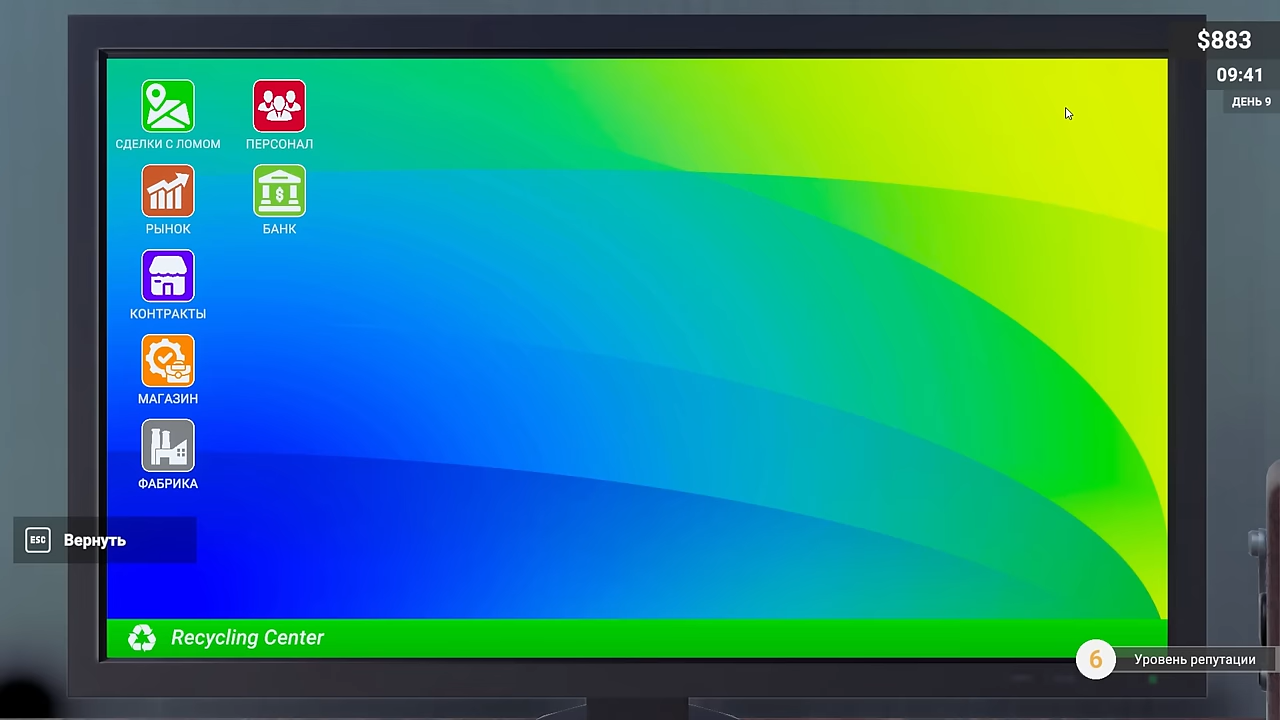 $883
09:41
ДЕНЬ 9
СДЕЛКИ С ЛОМОМ
ПЕРСОНАЛ
РЫНОК
$
БАНК
КОНТРАКТЫ
МАГАЗИН
ФАБРИКА
ESC Вернуть
Recycling Center
6 Уровень репутации